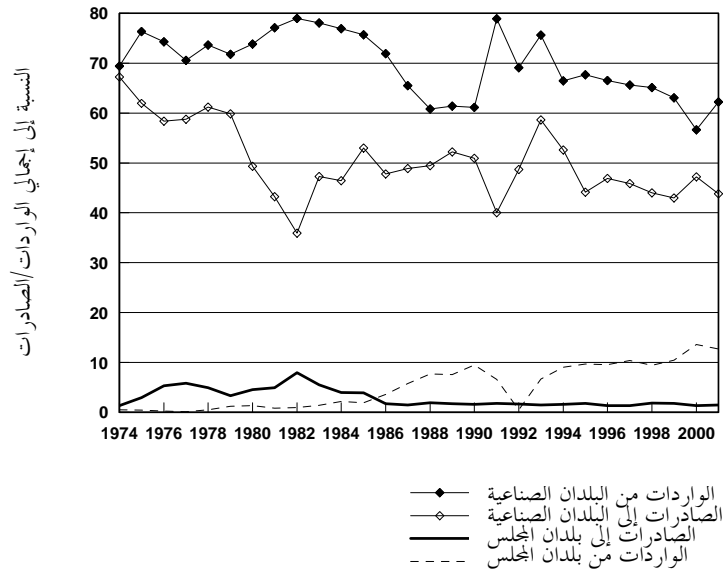 النسبة إلى إجمالي الواردات/الصادرات
80
70
60
50
40
30
20
10
0
1974 1976 1978 1980 1982 1984 1986 1988 1990 1992 1994 1996 1998 2000
الواردات من البلدان الصناعية
الصادرات إلى البلدان الصناعية
الصادرات إلى بلدان المجلس
الواردات من بلدان المجلس